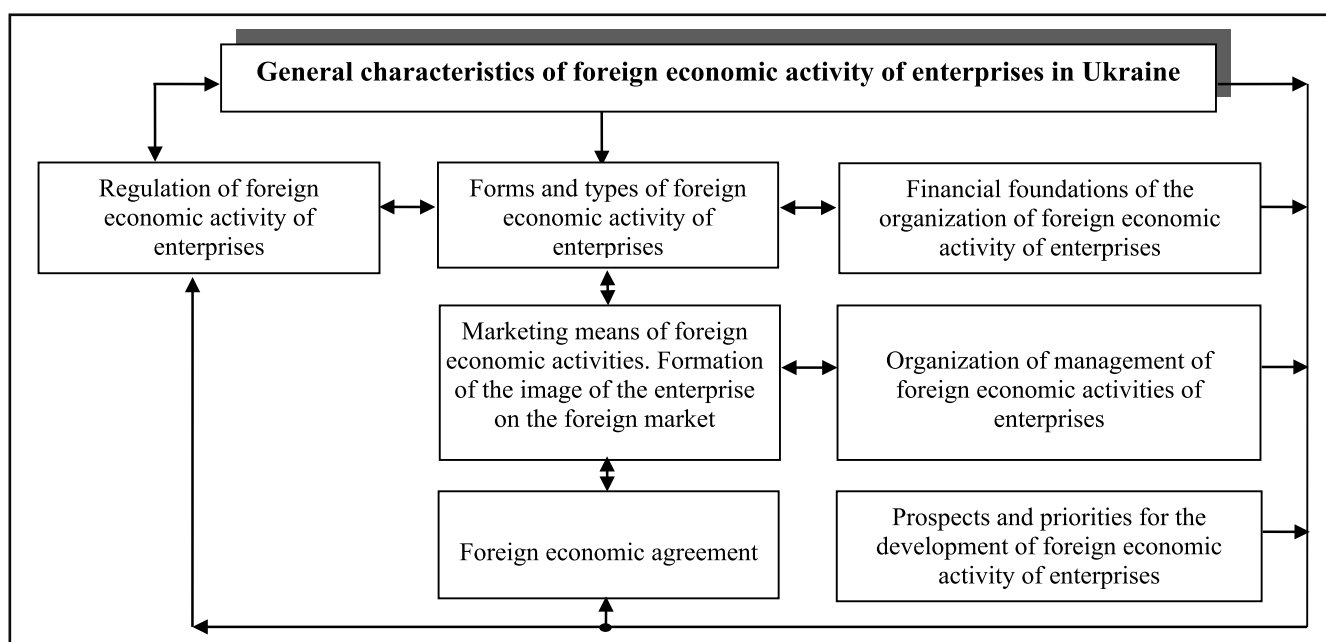 General characteristics of foreign economic activity of enterprises in Ukraine
Regulation of foreign
economic activity of
enterprises
Forms and types of foreign
economic activity of
enterprises
Financial foundations of the
organization of foreign economic
activity of enterprises
Marketing means of foreign
economic activities. Formation
of the image of the enterprise
on the foreign market
Organization of management of
foreign economic activities of
enterprises
Foreign economic agreement
Prospects and priorities for the
development of foreign economic
activity of enterprises